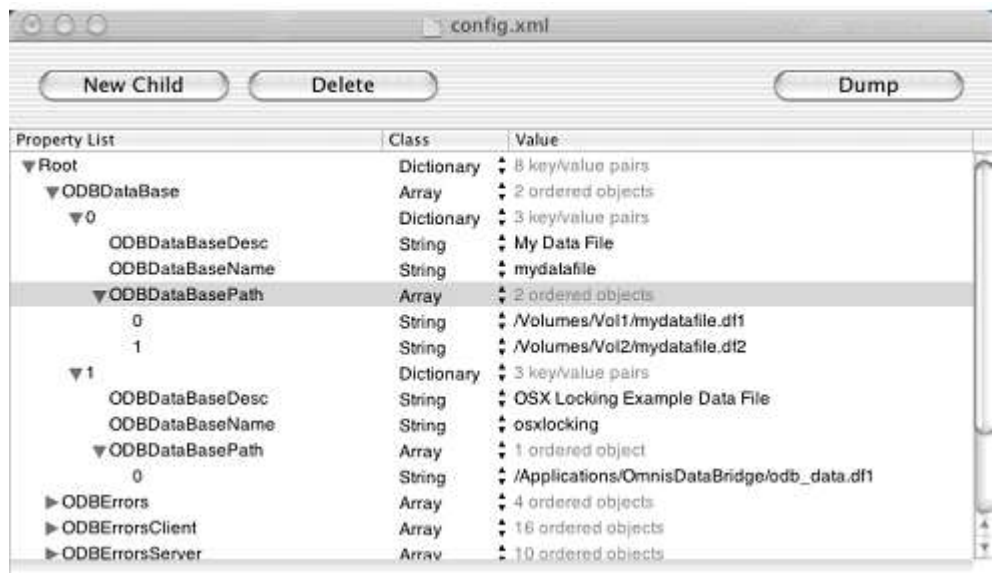 config.xml
New Child Delete Dump
Property List Class Value
Root Dictionary 8 key/value pairs
ODBDataBase Array 2 ordered objects
0 Dictionary 3 key/value pairs
ODBDataBaseDesc String My Data File
ODBDataBaseName String mydatafile
ODBDataBasePath Array 2 ordered objects
0 String /Volumes/Vol1/mydatafile.df1
1 String /Volumes/Vol2/mydatafile.df2
1 Dictionary 3 key/value pairs
ODBDataBaseDesc String OSX Locking Example Data File
ODBDataBaseName String osxlocking
ODBDataBasePath Array 1 ordered object
0 String /Applications/OmnisDataBridge/odb_data.df1
ODBErrors Array 4 ordered objects
ODBErrorsClient Array 16 ordered objects
ODBErrorsServer Array 10 ordered objects